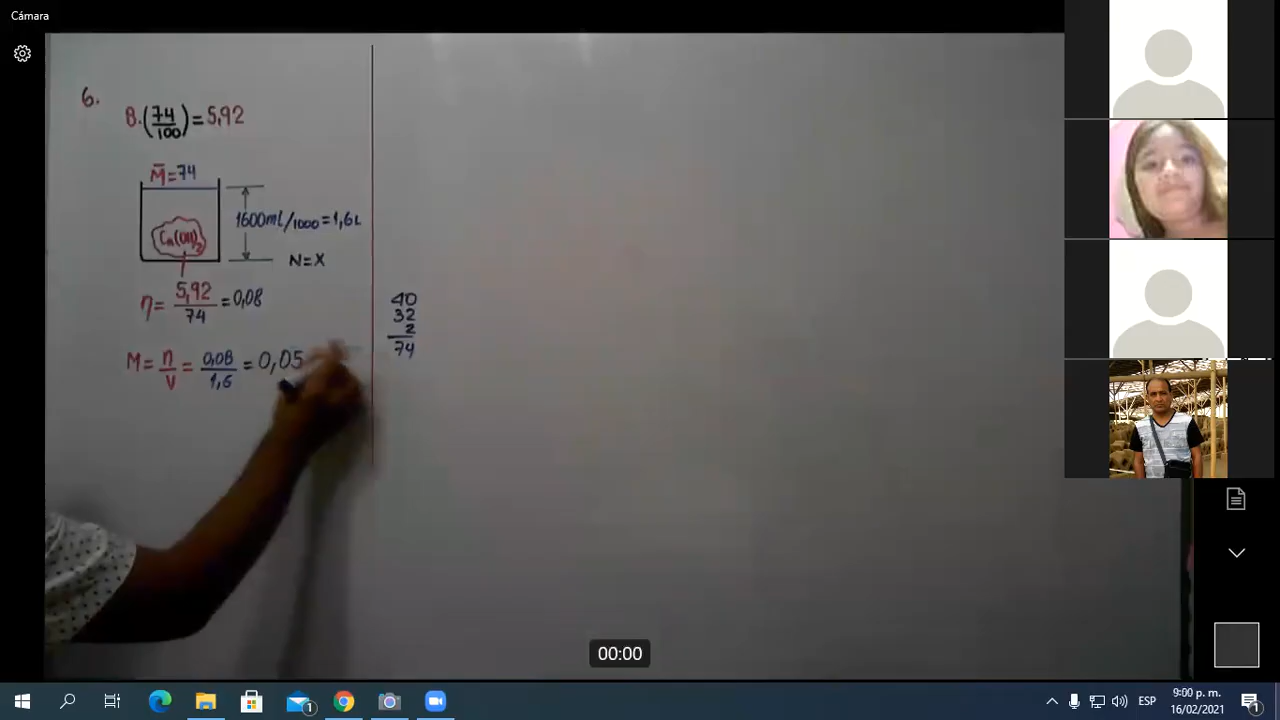 Cámara
6.
8.(74/100)=5,92
M̅=74
1600mL/1000=1,6L
Ca(OH)2
N=X
η=5,92/74=0,08
M=n/V=0,08/1,6=0,05
40
32
2
74
00:00
1
ESP
9:00 p. m.
16/02/2021
1